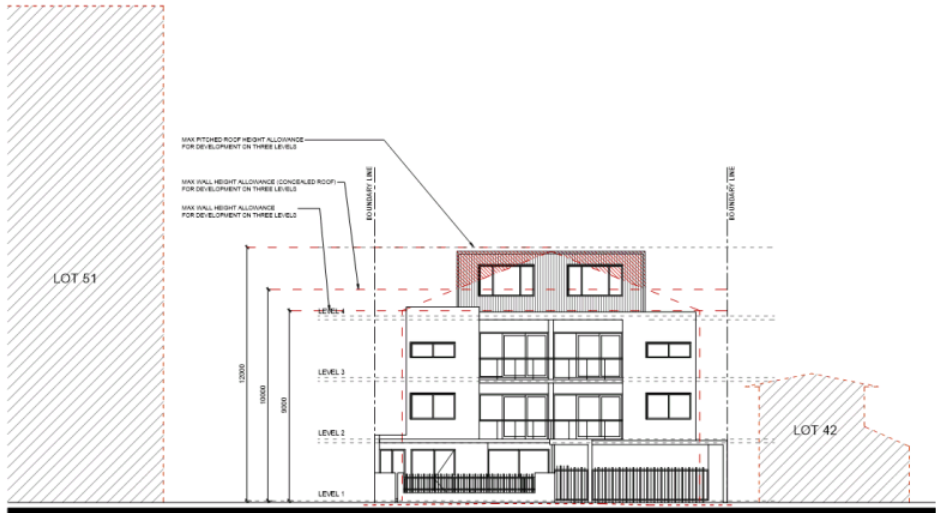 MAX PITCHED ROOF HEIGHT ALLOWANCE
FOR DEVELOPMENT ON THREE LEVELS
MAX WALL HEIGHT ALLOWANCE (CONCEALED ROOF)
FOR DEVELOPMENT ON THREE LEVELS
MAX WALL HEIGHT ALLOWANCE
FOR DEVELOPMENT ON THREE LEVELS
BOUNDARY LINE
BOUNDARY LINE
LOT 51
LEVEL 4
12000
10000
9000
LEVEL 3
LEVEL 2
LOT 42
LEVEL 1